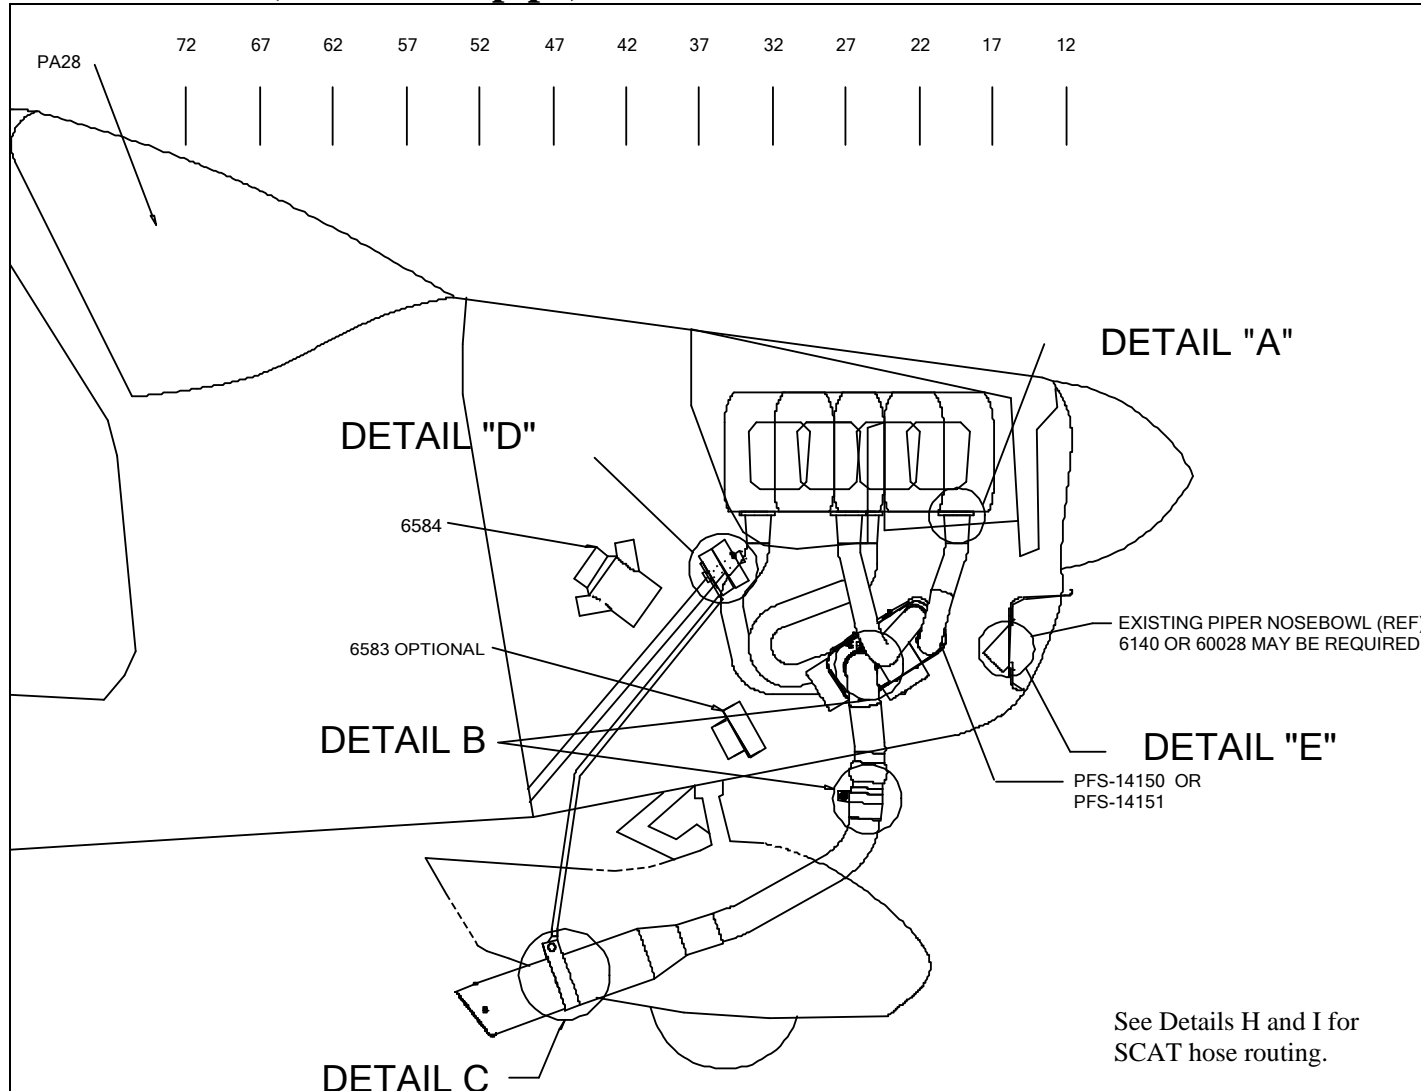 72 67 62 57 52 47 42 37 32 27 22 17 12
PA28
DETAIL "A"
DETAIL "D"
6584
EXISTING PIPER NOSEBOWL (REF)
6140 OR 60028 MAY BE REQUIRED
6583 OPTIONAL
DETAIL B
DETAIL "E"
PFS-14150 OR
PFS-14151
See Details H and I for
SCAT hose routing.
DETAIL C